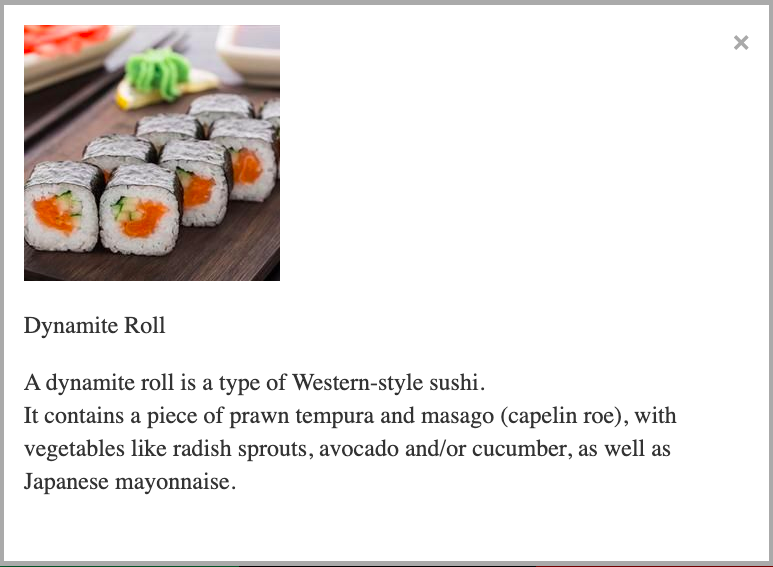 Dynamite Roll
A dynamite roll is a type of Western-style sushi.
It contains a piece of prawn tempura and masago (capelin roe), with
vegetables like radish sprouts, avocado and/or cucumber, as well as
Japanese mayonnaise.